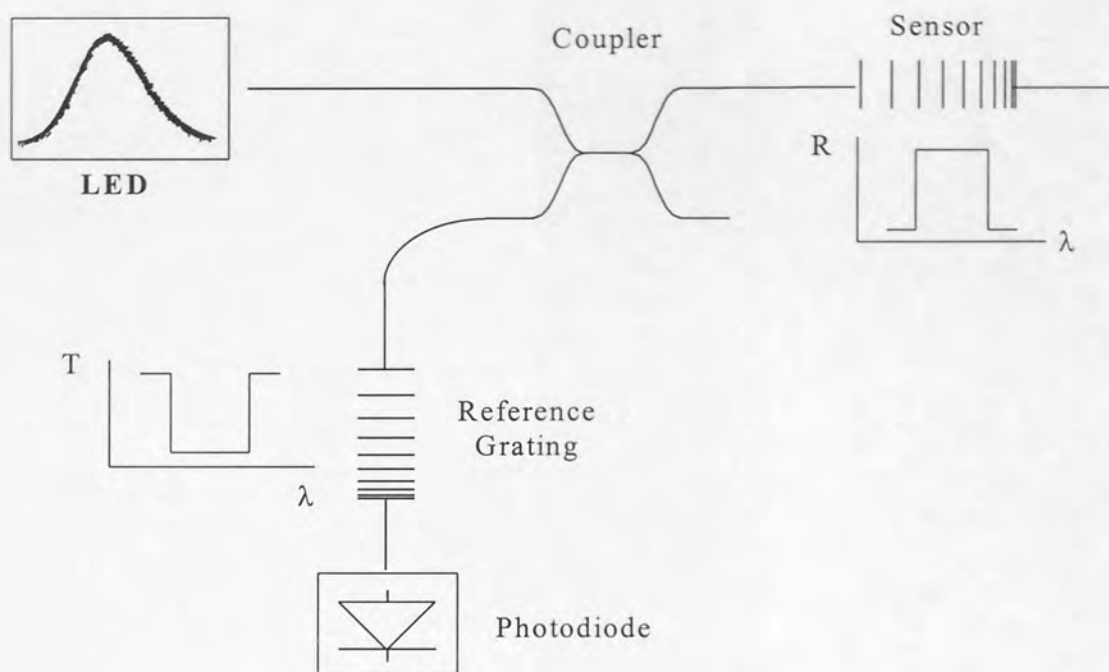 Coupler
Sensor
LED
R
λ
T
Reference
Grating
λ
Photodiode